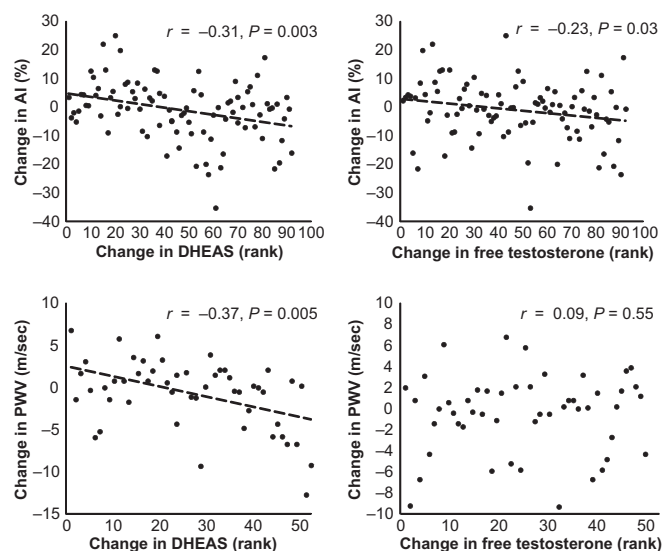 r = –0.31, P = 0.003
30
20
10
0
–10
–20
–30
–40
Change in AI (%)
0 10 20 30 40 50 60 70 80 90 100
Change in DHEAS (rank)
r = –0.23, P = 0.03
30
20
10
0
–10
–20
–30
–40
Change in AI (%)
0 10 20 30 40 50 60 70 80 90 100
Change in free testosterone (rank)
r = –0.37, P = 0.005
10
5
0
–5
–10
–15
Change in PWV (m/sec)
0 10 20 30 40 50
Change in DHEAS (rank)
r = 0.09, P = 0.55
10
8
6
4
2
0
–2
–4
–6
–8
–10
Change in PWV (m/sec)
0 10 20 30 40 50
Change in free testosterone (rank)